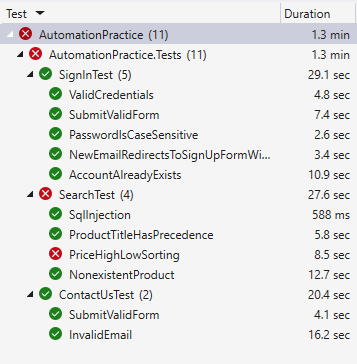 Test Duration
AutomationPractice (11) 1.3 min
AutomationPractice.Tests (11) 1.3 min
SignInTest (5) 29.1 sec
ValidCredentials 4.8 sec
SubmitValidForm 7.4 sec
PasswordIsCaseSensitive 2.6 sec
NewEmailRedirectsToSignUpFormWi... 3.4 sec
AccountAlreadyExists 10.9 sec
SearchTest (4) 27.6 sec
SqlInjection 588 ms
ProductTitleHasPrecedence 5.8 sec
PriceHighLowSorting 8.5 sec
NonexistentProduct 12.7 sec
ContactUsTest (2) 20.4 sec
SubmitValidForm 4.1 sec
InvalidEmail 16.2 sec